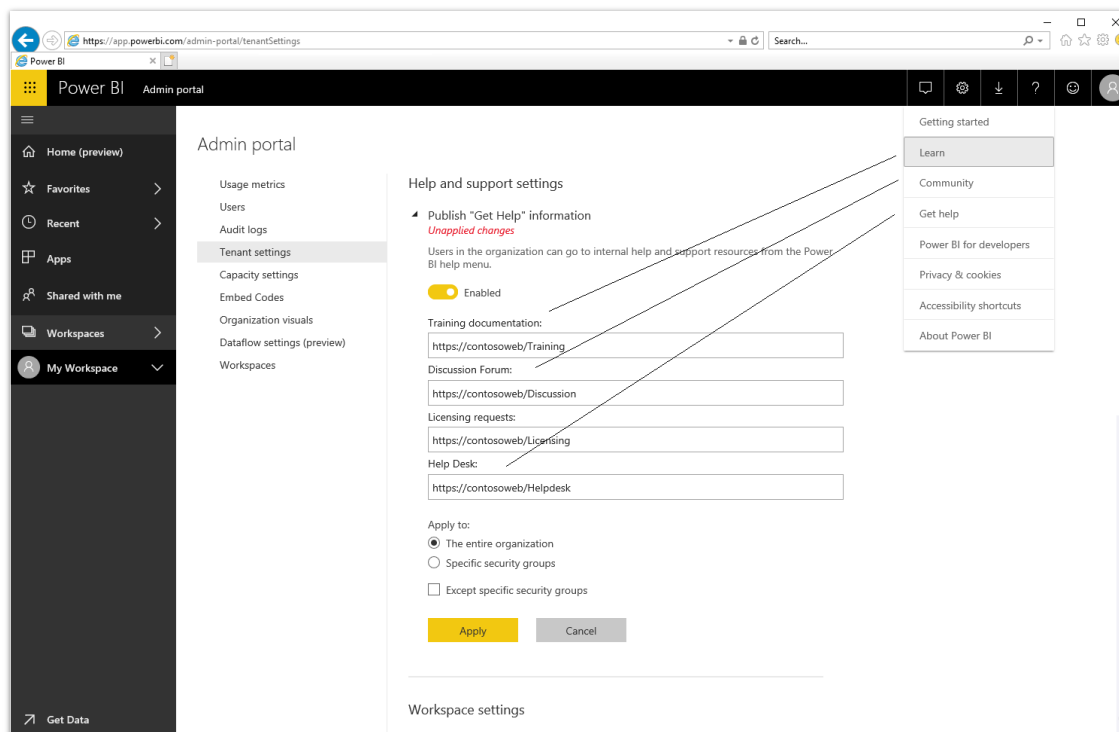 https://app.powerbi.com/admin-portal/tenantSettings
Search...
Power BI
Power BI Admin portal
Home (preview)
Favorites
Recent
Apps
Shared with me
Workspaces
My Workspace
Get Data
Admin portal
Usage metrics
Users
Audit logs
Tenant settings
Capacity settings
Embed Codes
Organization visuals
Dataflow settings (preview)
Workspaces
Help and support settings
Publish "Get Help" information
Unapplied changes
Users in the organization can go to internal help and support resources from the Power
BI help menu.
Enabled
Training documentation:
https://contosoweb/Training
Discussion Forum:
https://contosoweb/Discussion
Licensing requests:
https://contosoweb/Licensing
Help Desk:
https://contosoweb/Helpdesk
Apply to:
The entire organization
Specific security groups
Except specific security groups
Apply
Cancel
Workspace settings
Getting started
Learn
Community
Get help
Power BI for developers
Privacy & cookies
Accessibility shortcuts
About Power BI